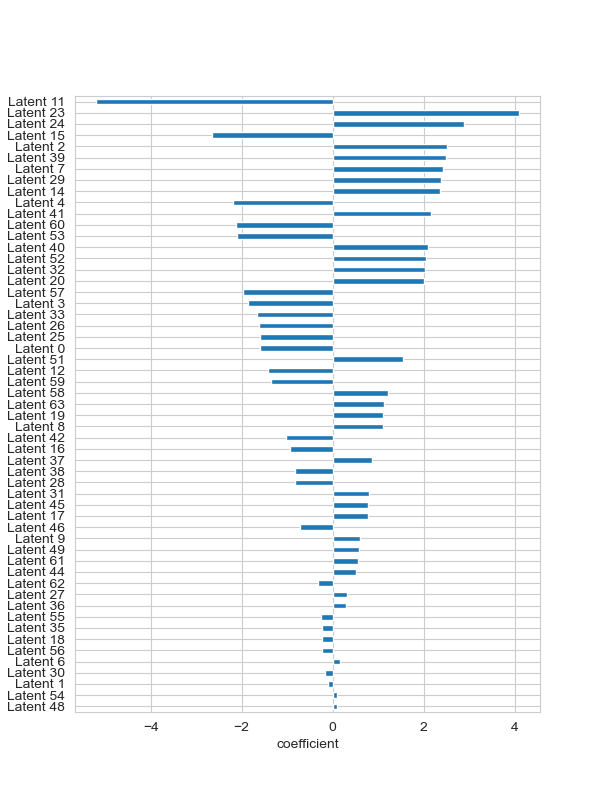 Latent 11
Latent 23
Latent 24
Latent 15
Latent 2
Latent 39
Latent 7
Latent 29
Latent 14
Latent 4
Latent 41
Latent 60
Latent 53
Latent 40
Latent 52
Latent 32
Latent 20
Latent 57
Latent 3
Latent 33
Latent 26
Latent 25
Latent 0
Latent 51
Latent 12
Latent 59
Latent 58
Latent 63
Latent 19
Latent 8
Latent 42
Latent 16
Latent 37
Latent 38
Latent 28
Latent 31
Latent 45
Latent 17
Latent 46
Latent 9
Latent 49
Latent 61
Latent 44
Latent 62
Latent 27
Latent 36
Latent 55
Latent 35
Latent 18
Latent 56
Latent 6
Latent 30
Latent 1
Latent 54
Latent 48
−4 −2 0 2 4
coefficient